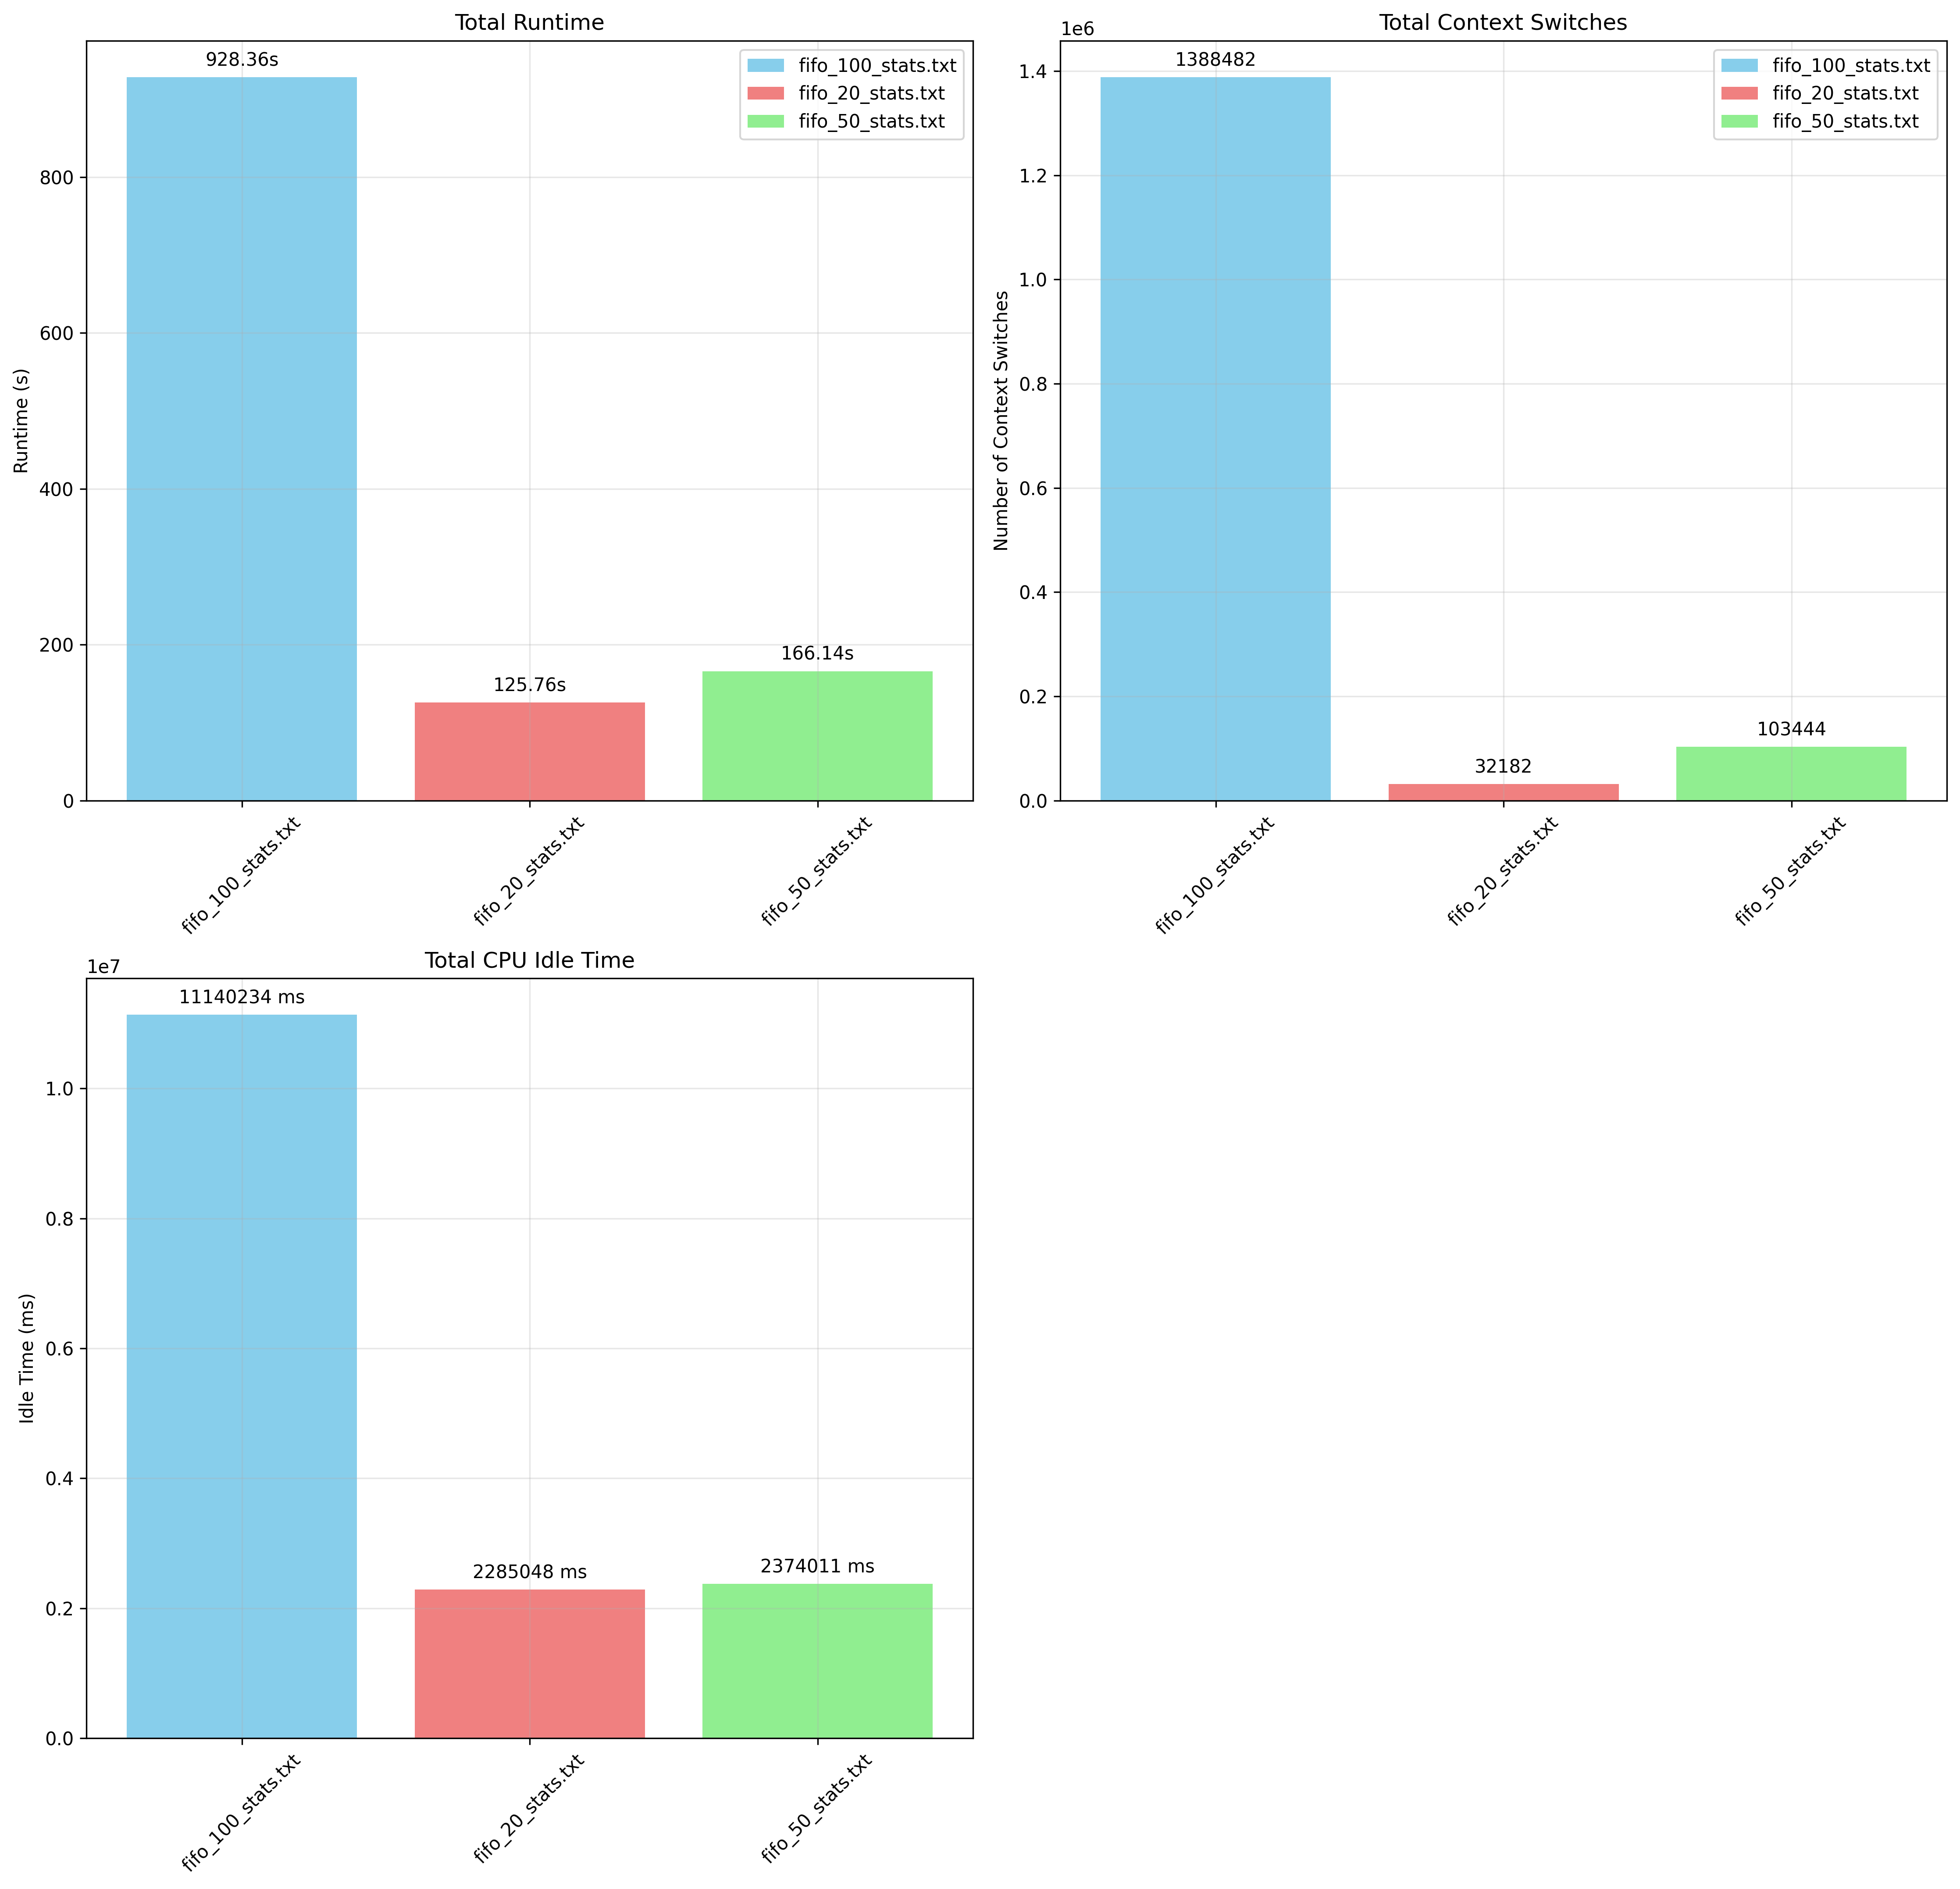 Total Runtime
928.36s
fifo_100_stats.txt
fifo_20_stats.txt
fifo_50_stats.txt
800
600
400
200
0
Runtime (s)
125.76s
166.14s
fifo_100_stats.txt
fifo_20_stats.txt
fifo_50_stats.txt
Total Context Switches
1e6
1388482
fifo_100_stats.txt
fifo_20_stats.txt
fifo_50_stats.txt
1.4
1.2
1.0
0.8
0.6
0.4
0.2
0.0
Number of Context Switches
32182
103444
fifo_100_stats.txt
fifo_20_stats.txt
fifo_50_stats.txt
Total CPU Idle Time
1e7
11140234 ms
1.0
0.8
0.6
0.4
0.2
0.0
Idle Time (ms)
2285048 ms
2374011 ms
fifo_100_stats.txt
fifo_20_stats.txt
fifo_50_stats.txt